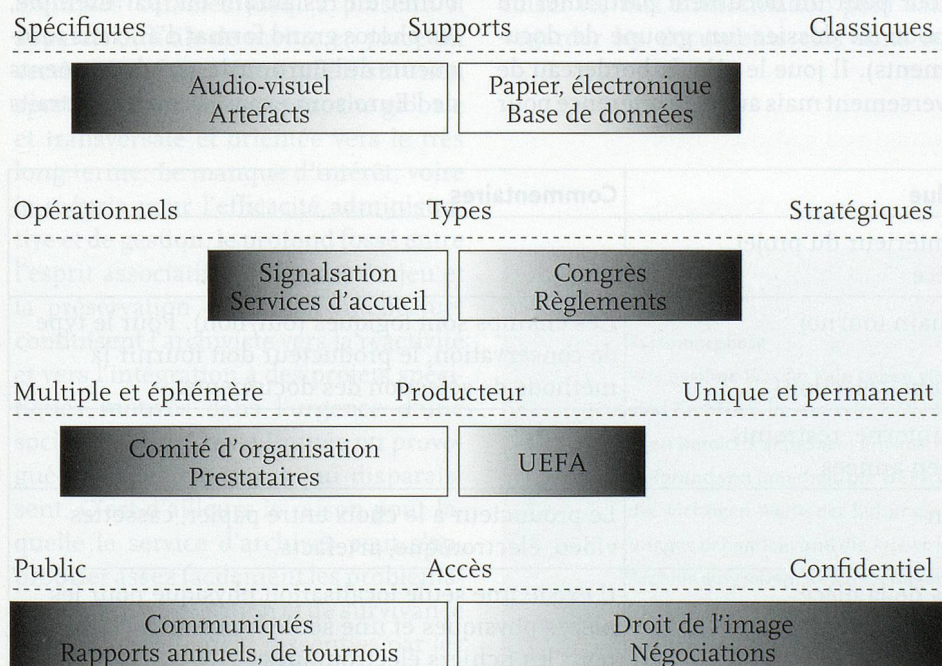 Spécifiques Supports Classiques
Audio-visuel Papier, électronique
Artefacts Base de données
Opérationnels Types Stratégiques
Signalsation Congrès
Services d'accueil Règlements
Multiple et éphémère Producteur Unique et permanent
Comité d'organisation UEFA
Prestataires
Public Accès Confidentiel
Communiqués Droit de l'image
Rapports annuels, de tournois Négociations